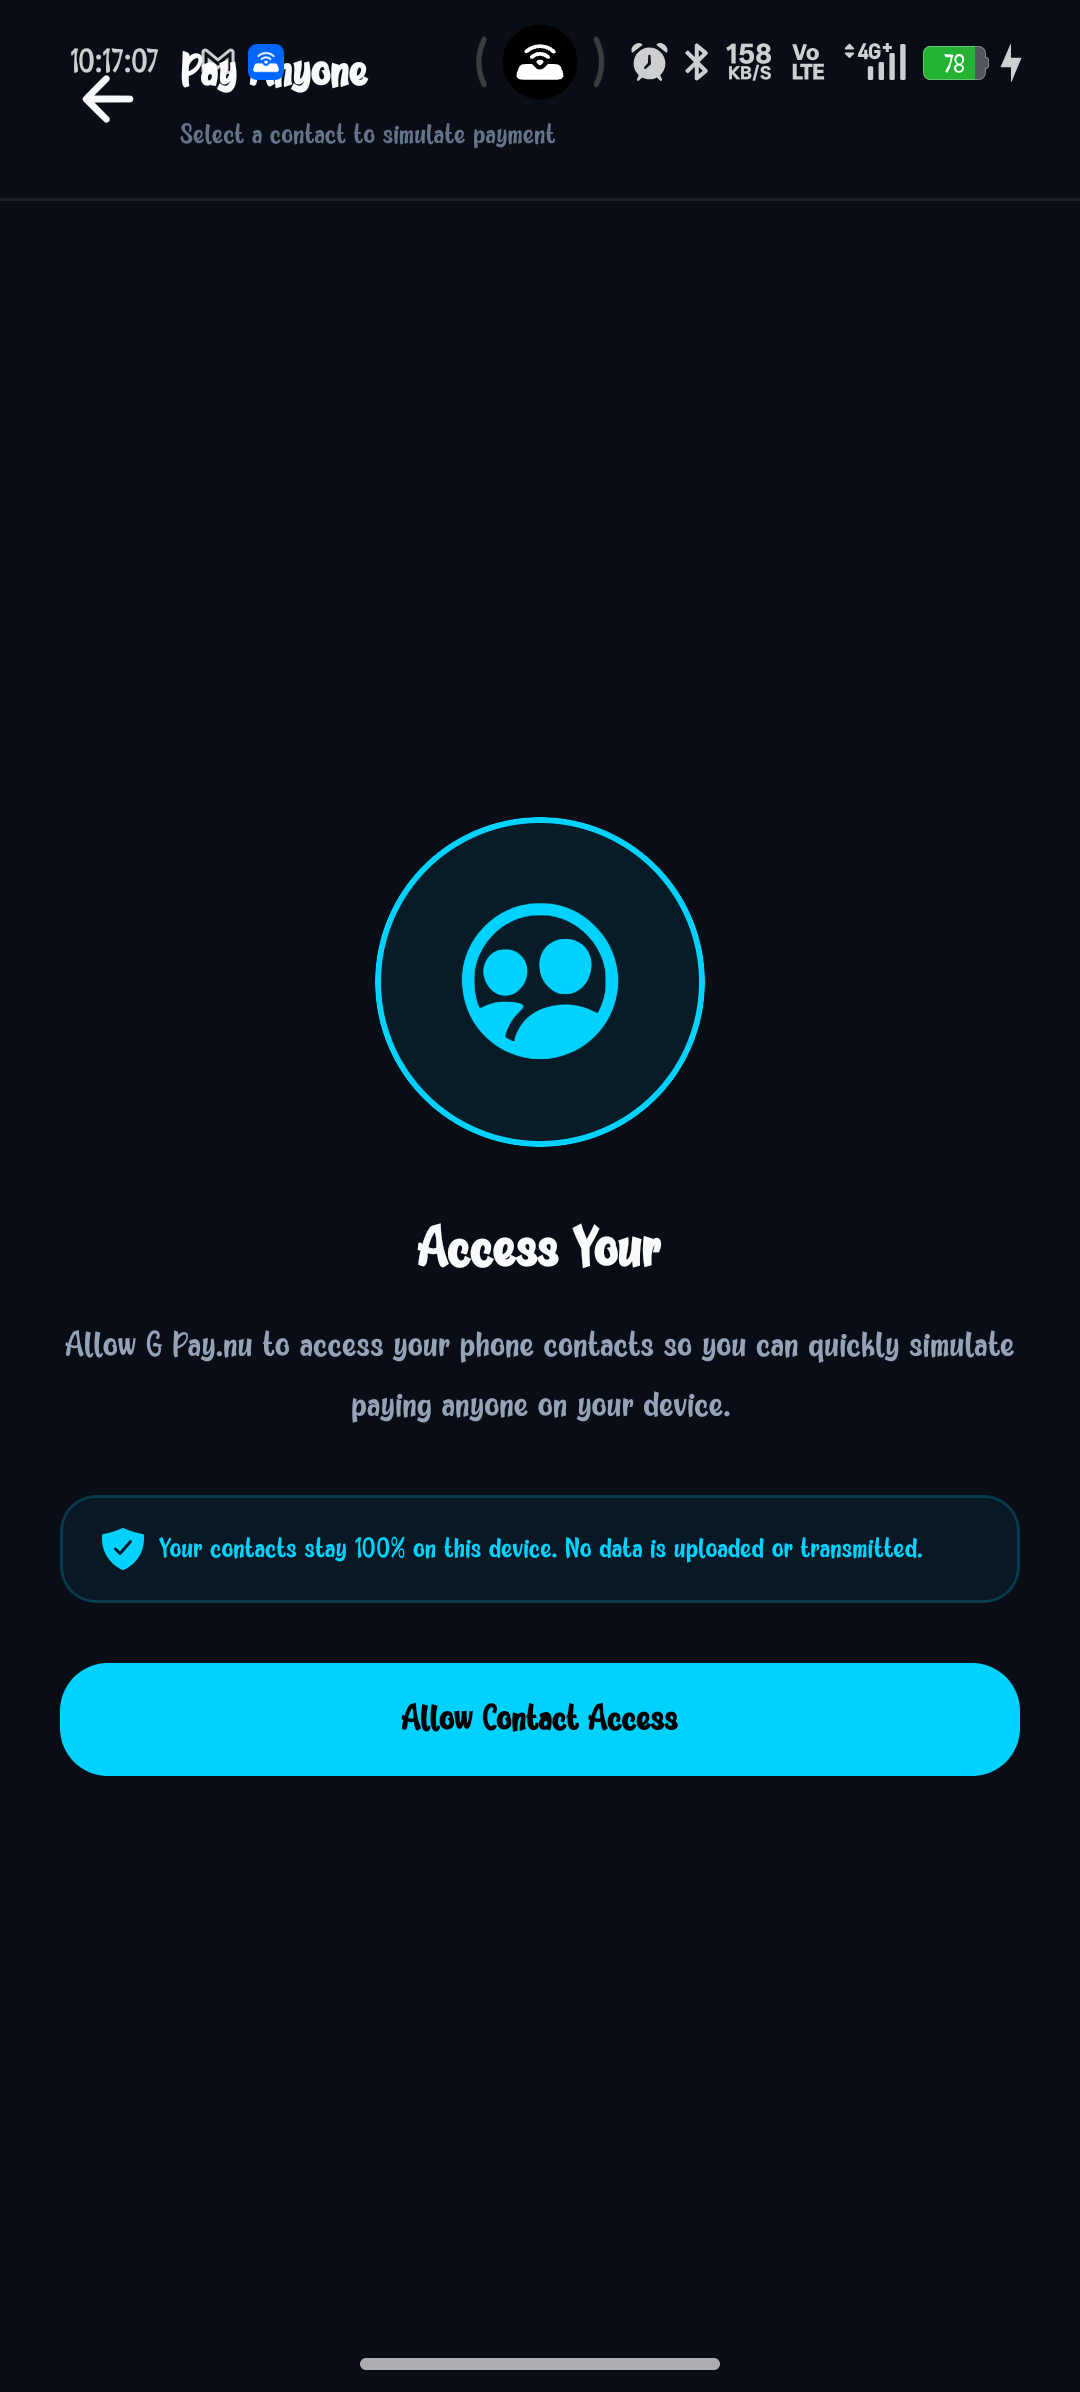 10:17:07
158 KB/S
Vo LTE
4G+
78
Pay Anyone
Select a contact to simulate payment
Access Your
Allow G Pay.nu to access your phone contacts so you can quickly simulate
paying anyone on your device.
Your contacts stay 100% on this device. No data is uploaded or transmitted.
Allow Contact Access